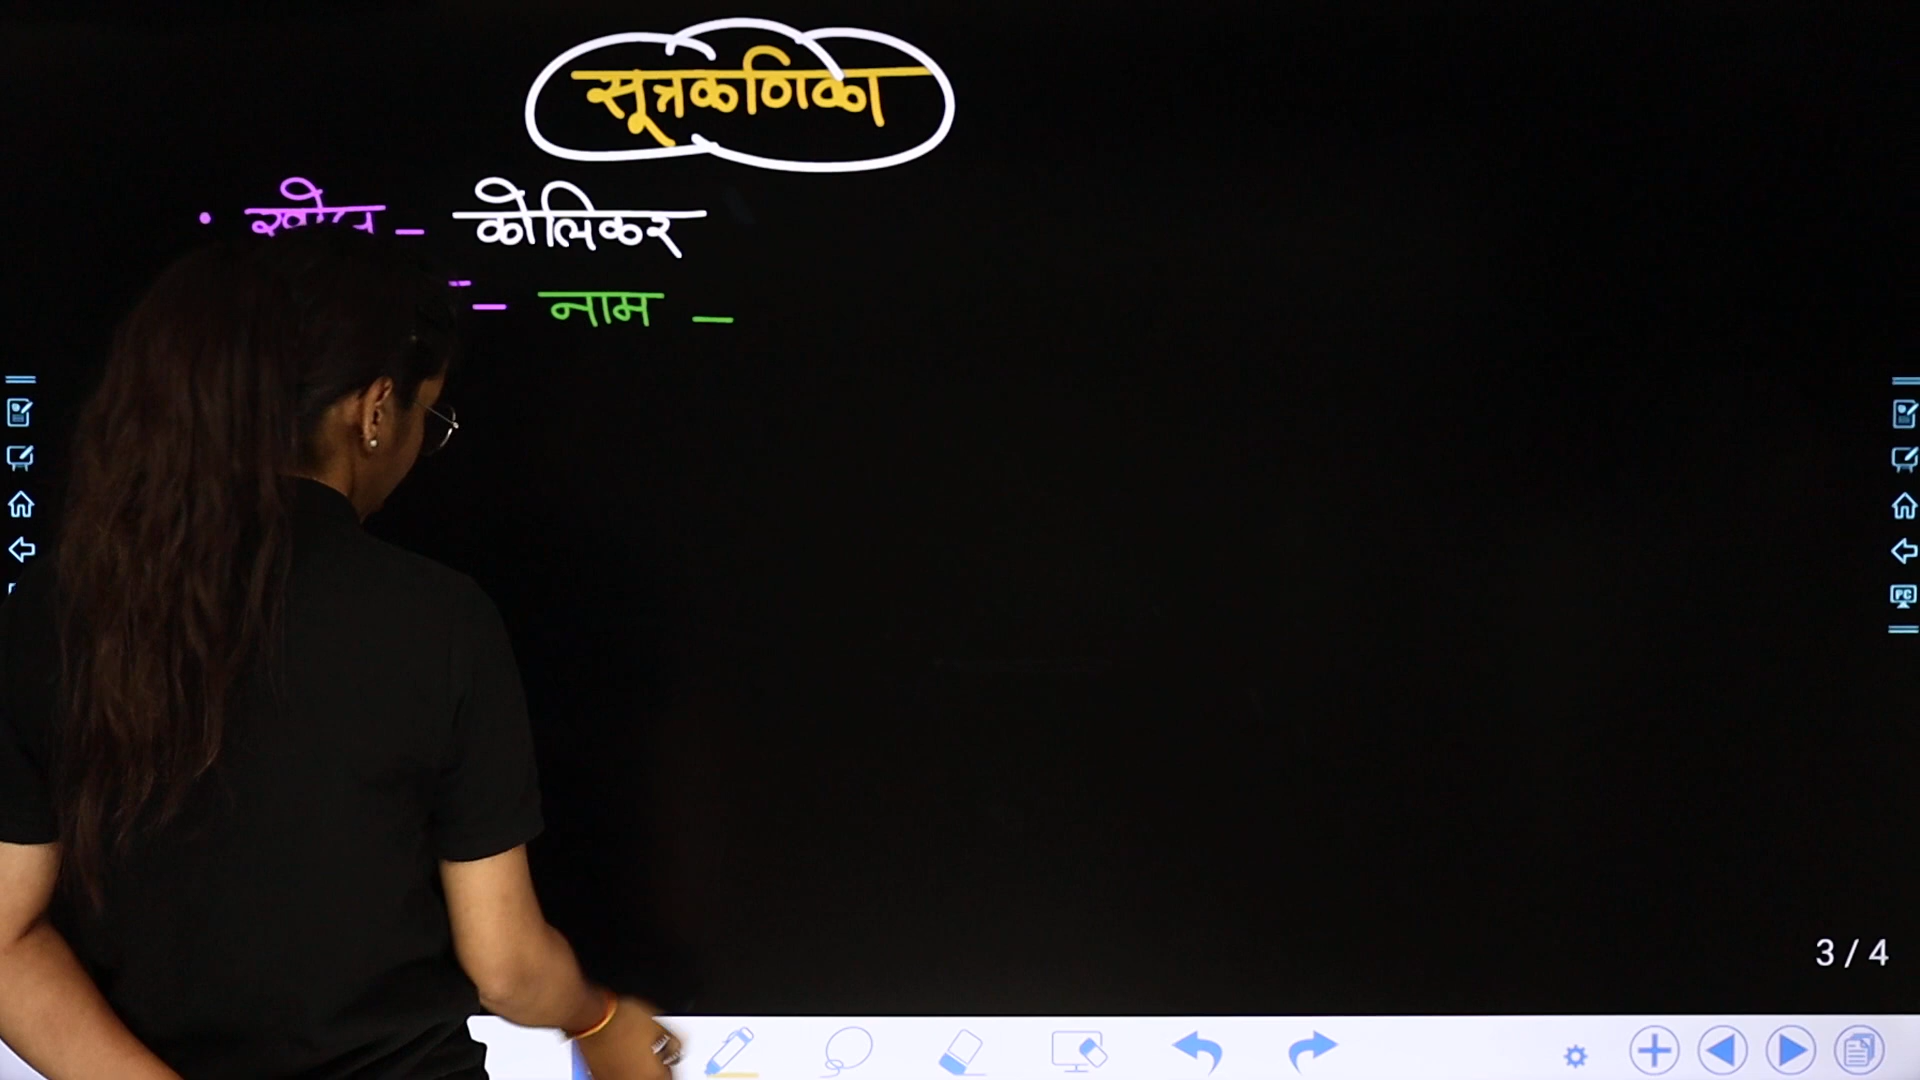 सूत्रकणिका
• खोज – कोलिकर
– नाम –
3 / 4